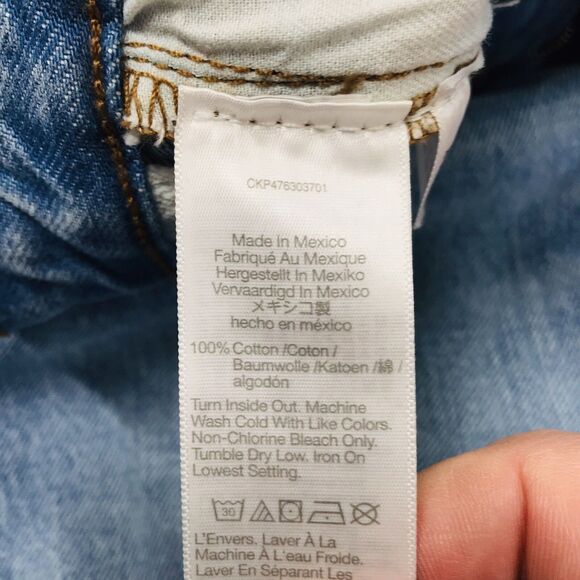 CKP476303701
Made In Mexico
Fabriqué Au Mexique
Hergestellt In Mexiko
Vervaardigd In Mexico
メキシコ製
hecho en méxico
100% Cotton /Coton /
Baumwolle /Katoen /綿/
algodón
Turn Inside Out. Machine
Wash Cold With Like Colors.
Non-Chlorine Bleach Only.
Tumble Dry Low. Iron On
Lowest Setting.
30
L'Envers. Laver À La
Machine À L'eau Froide.
Laver En Séparant Les